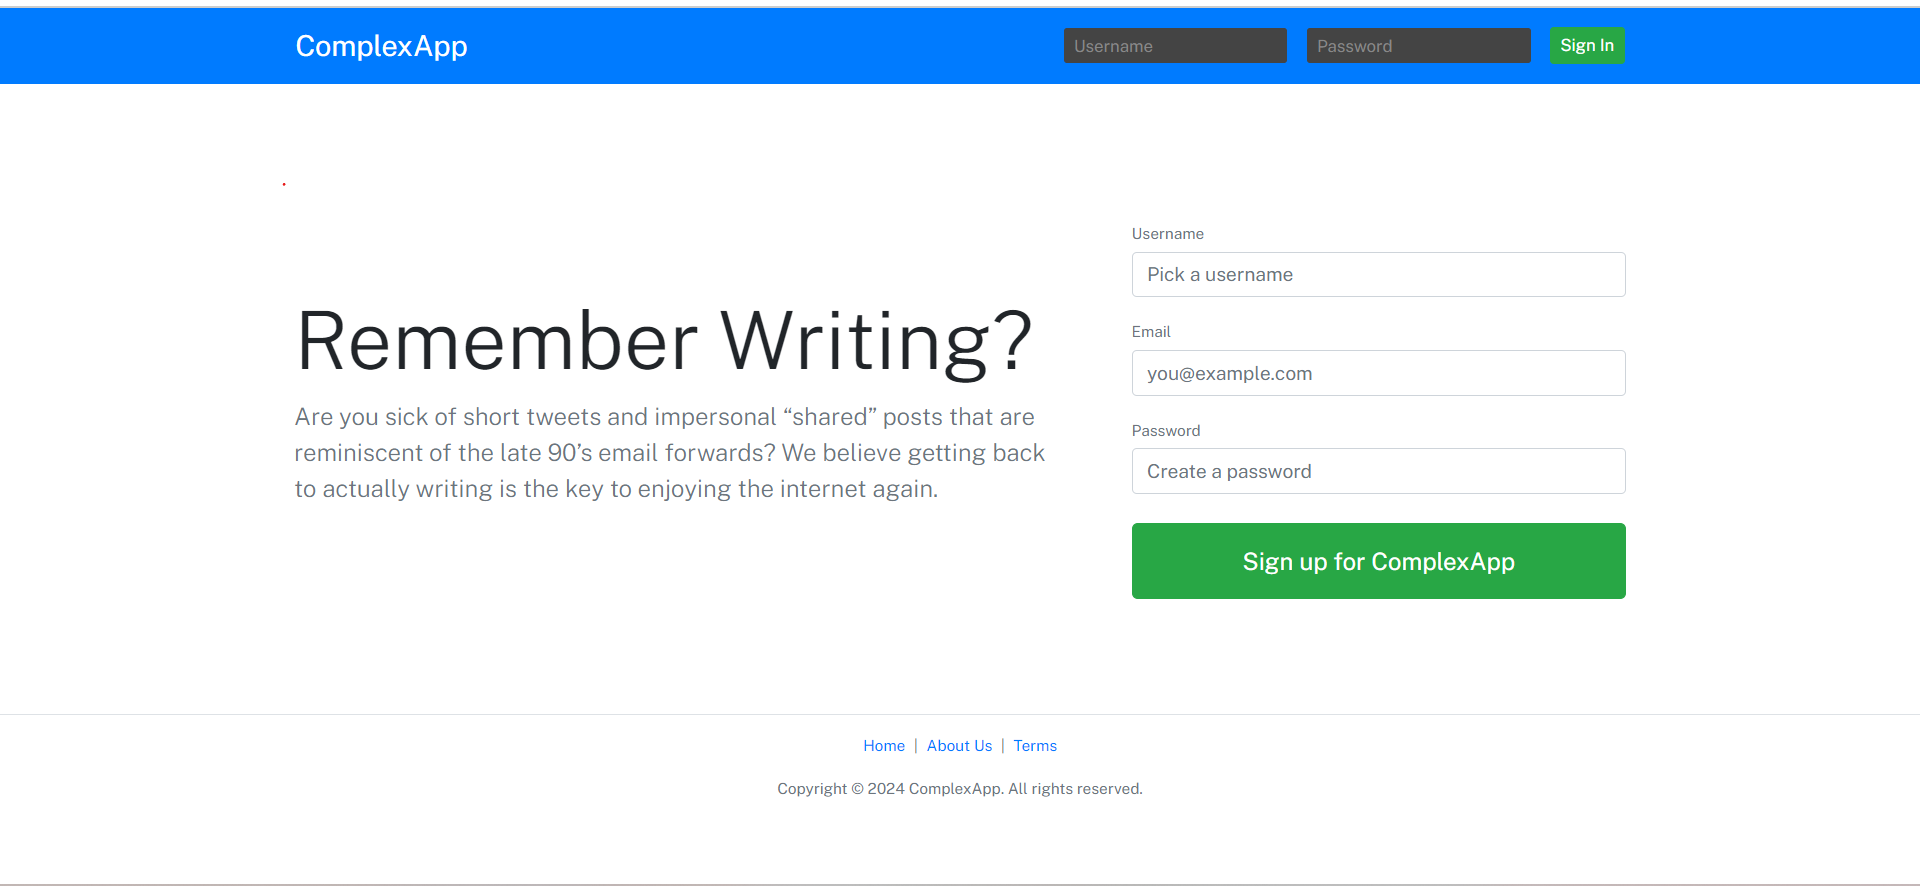 ComplexApp
Username
Password
Sign In
Remember Writing?
Are you sick of short tweets and impersonal “shared” posts that are
reminiscent of the late 90’s email forwards? We believe getting back
to actually writing is the key to enjoying the internet again.
Username
Pick a username
Email
you@example.com
Password
Create a password
Sign up for ComplexApp
Home | About Us | Terms
Copyright © 2024 ComplexApp. All rights reserved.